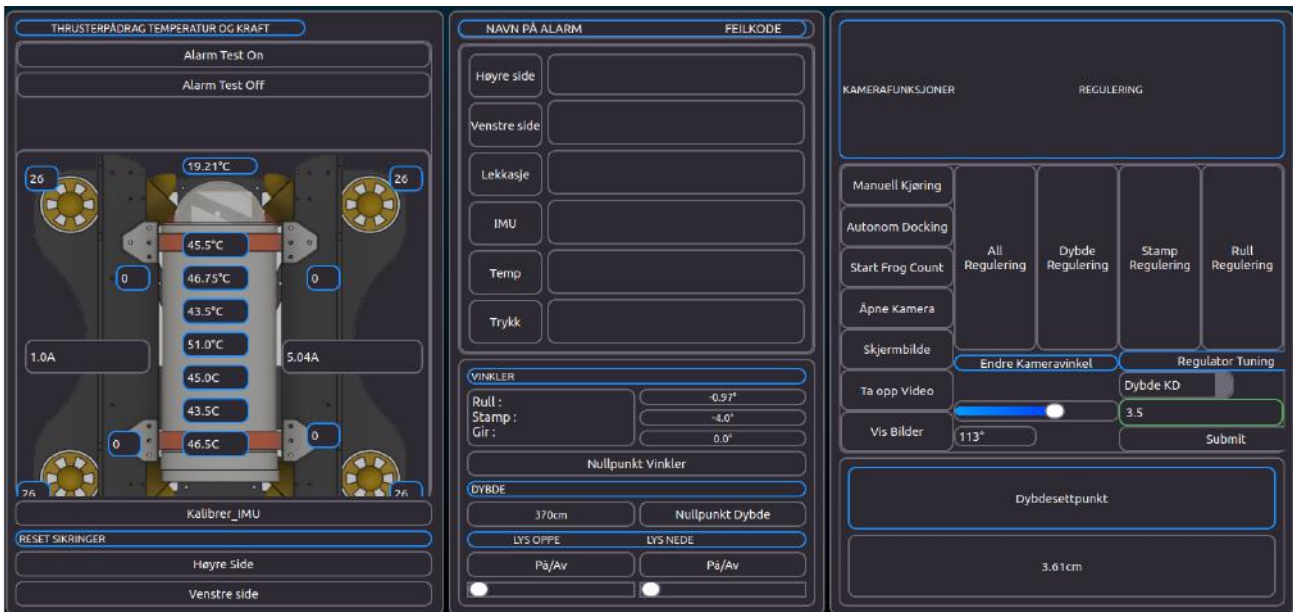 THRUSTERPÅDRAG TEMPERATUR OG KRAFT
Alarm Test On
Alarm Test Off
19.21°C
26
26
45.5°C
46.75°C
0
0
43.5°C
51.0°C
1.0A
5.04A
45.0C
43.5C
46.5C
0
0
26
26
Kalibrer_IMU
RESET SIKRINGER
Høyre Side
Venstre side
NAVN PÅ ALARM FEILKODE
Høyre side
Venstre side
Lekkasje
IMU
Temp
Trykk
VINKLER
Rull : -0.97°
Stamp : -4.0°
Gir : 0.0°
Nullpunkt Vinkler
DYBDE
370cm Nullpunkt Dybde
LYS OPPE LYS NEDE
På/Av På/Av
KAMERAFUNKSJONER REGULERING
Manuell Kjøring
Autonom Docking
Start Frog Count
Åpne Kamera
Skjermbilde
Ta opp Video
Vis Bilder
All
Regulering
Dybde
Regulering
Stamp
Regulering
Rull
Regulering
Endre Kameravinkel
113°
Regulator Tuning
Dybde KD
3.5
Submit
Dybdesettpunkt
3.61cm